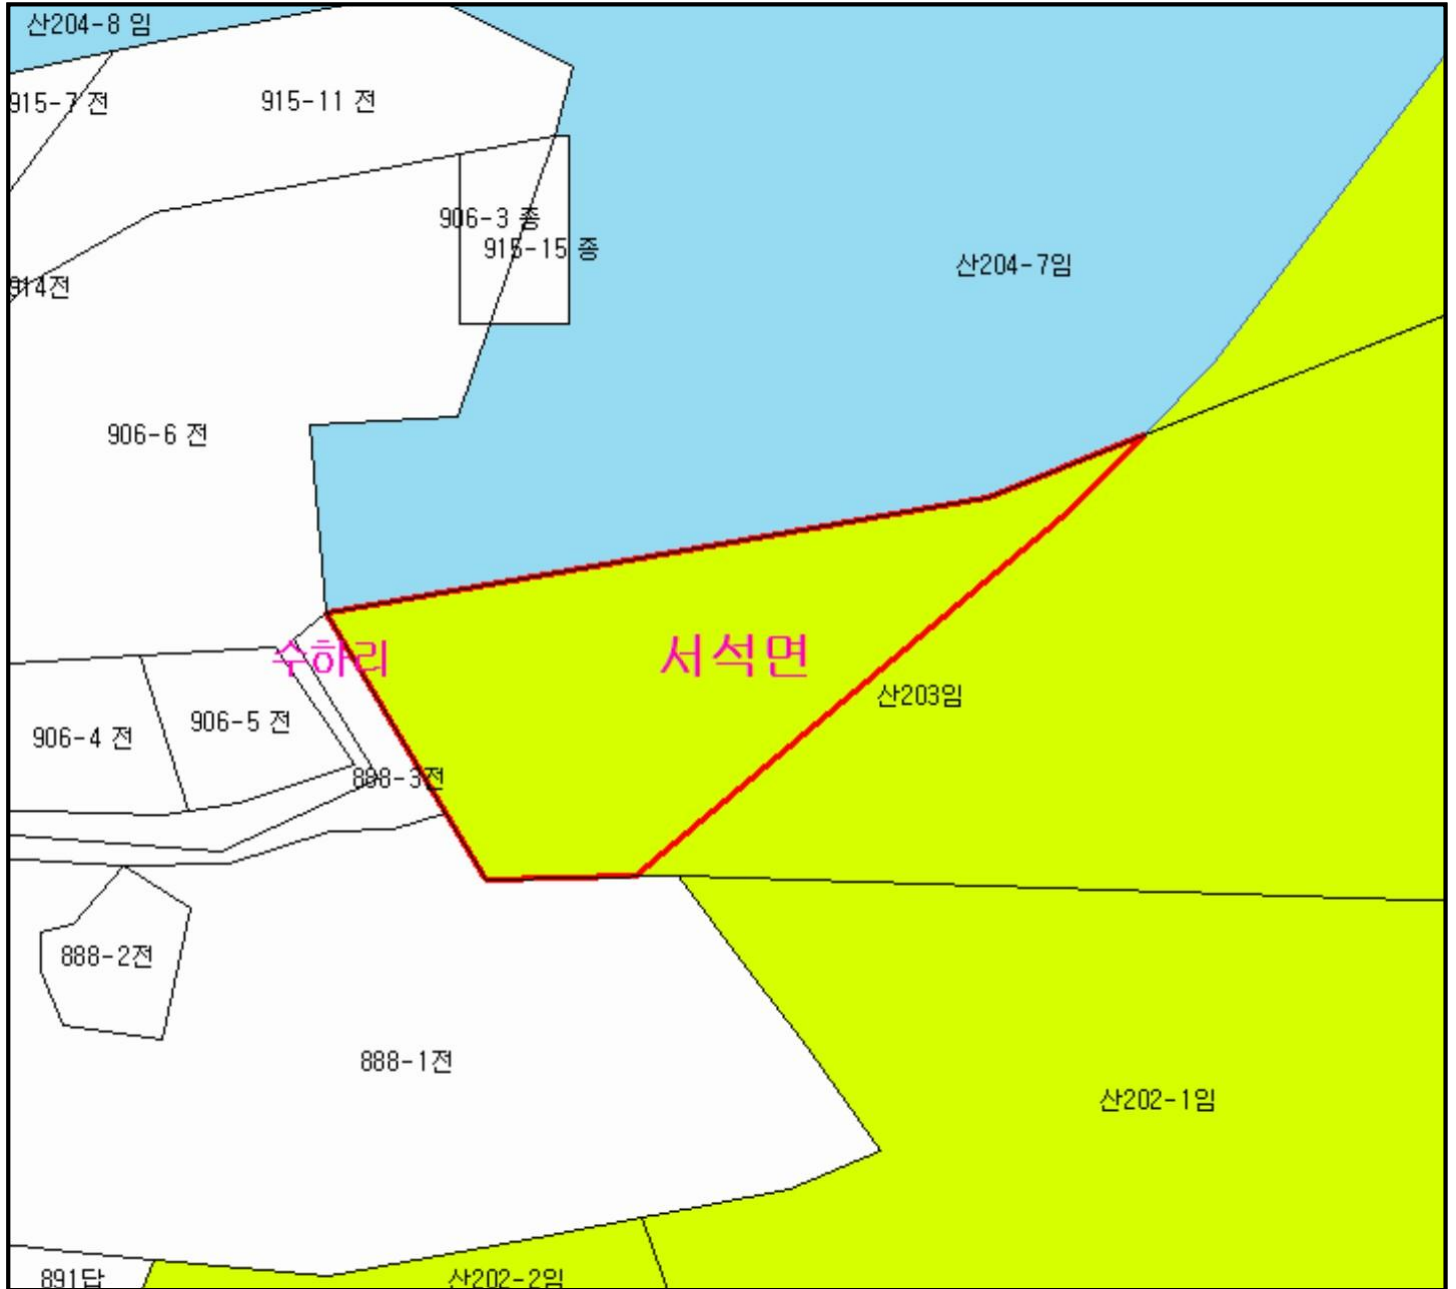 산204-8 임
915-7 전
915-11 전
906-3 종
915-15 종
산204-7임
914전
906-6 전
수하리
서석면
산203임
906-5 전
906-4 전
898-3전
888-2전
888-1전
산202-1임
891답
산202-2임